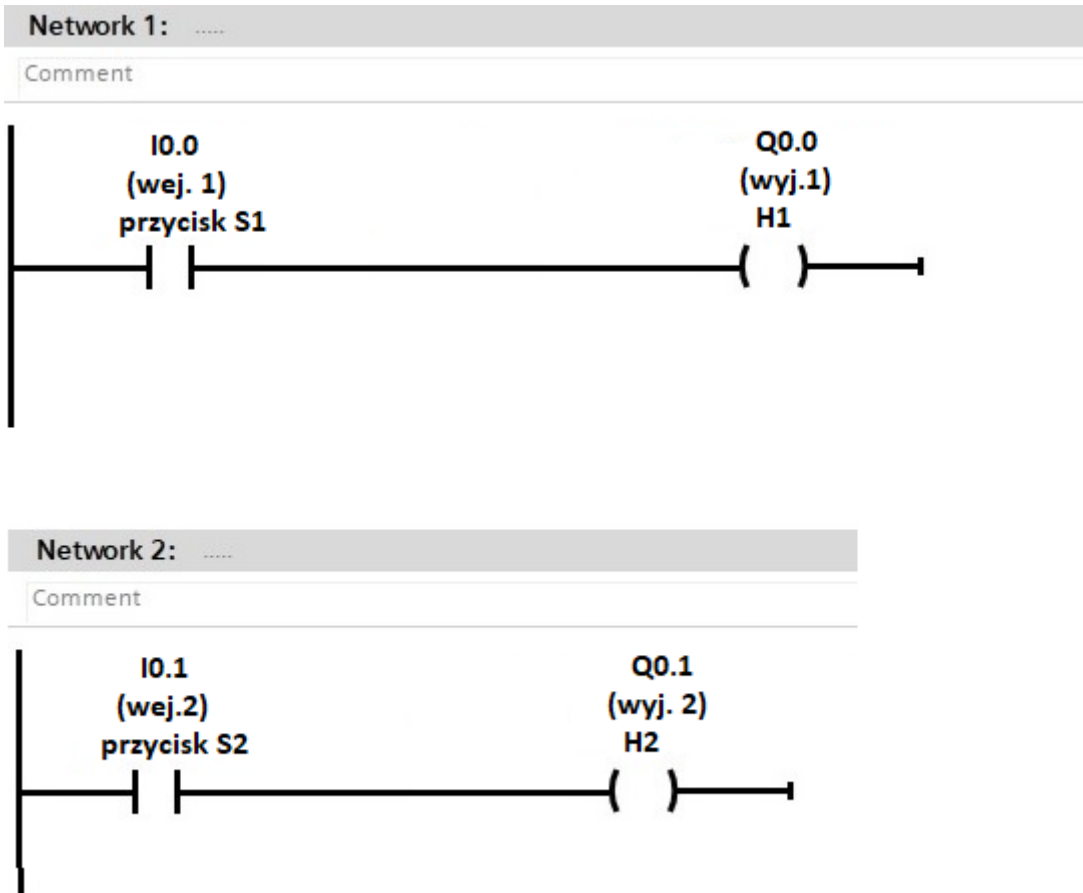 Network 1: .....
Comment
I0.0
(wej. 1)
przycisk S1
Q0.0
(wyj.1)
H1
Network 2: .....
Comment
I0.1
(wej.2)
przycisk S2
Q0.1
(wyj. 2)
H2